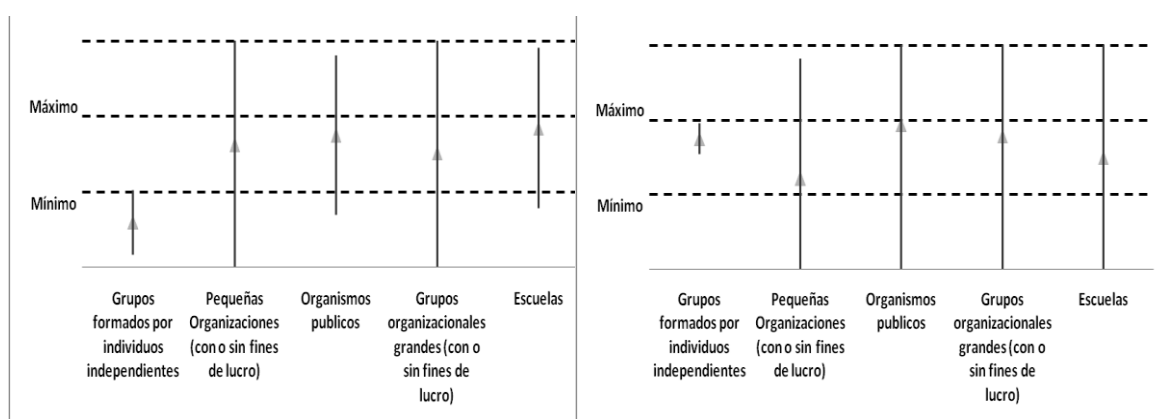 Máximo
Mínimo
Grupos
formados por
individuos
independientes
Pequeñas
Organizaciones
(con o sin fines
de lucro)
Organismos
publicos
Grupos
organizacionales
grandes (con o
sin fines de
lucro)
Escuelas
Máximo
Mínimo
Grupos
formados por
individuos
independientes
Pequeñas
Organizaciones
(con o sin fines
de lucro)
Organismos
publicos
Grupos
organizacionales
grandes (con o
sin fines de
lucro)
Escuelas